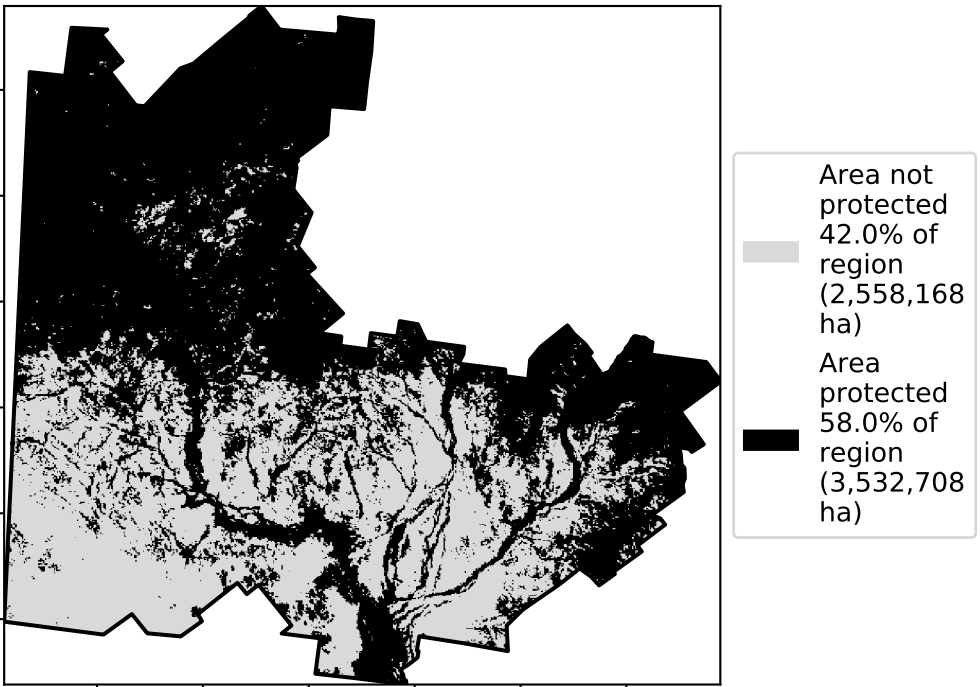 Area not
protected
42.0% of
region
(2,558,168
ha)
Area
protected
58.0% of
region
(3,532,708
ha)